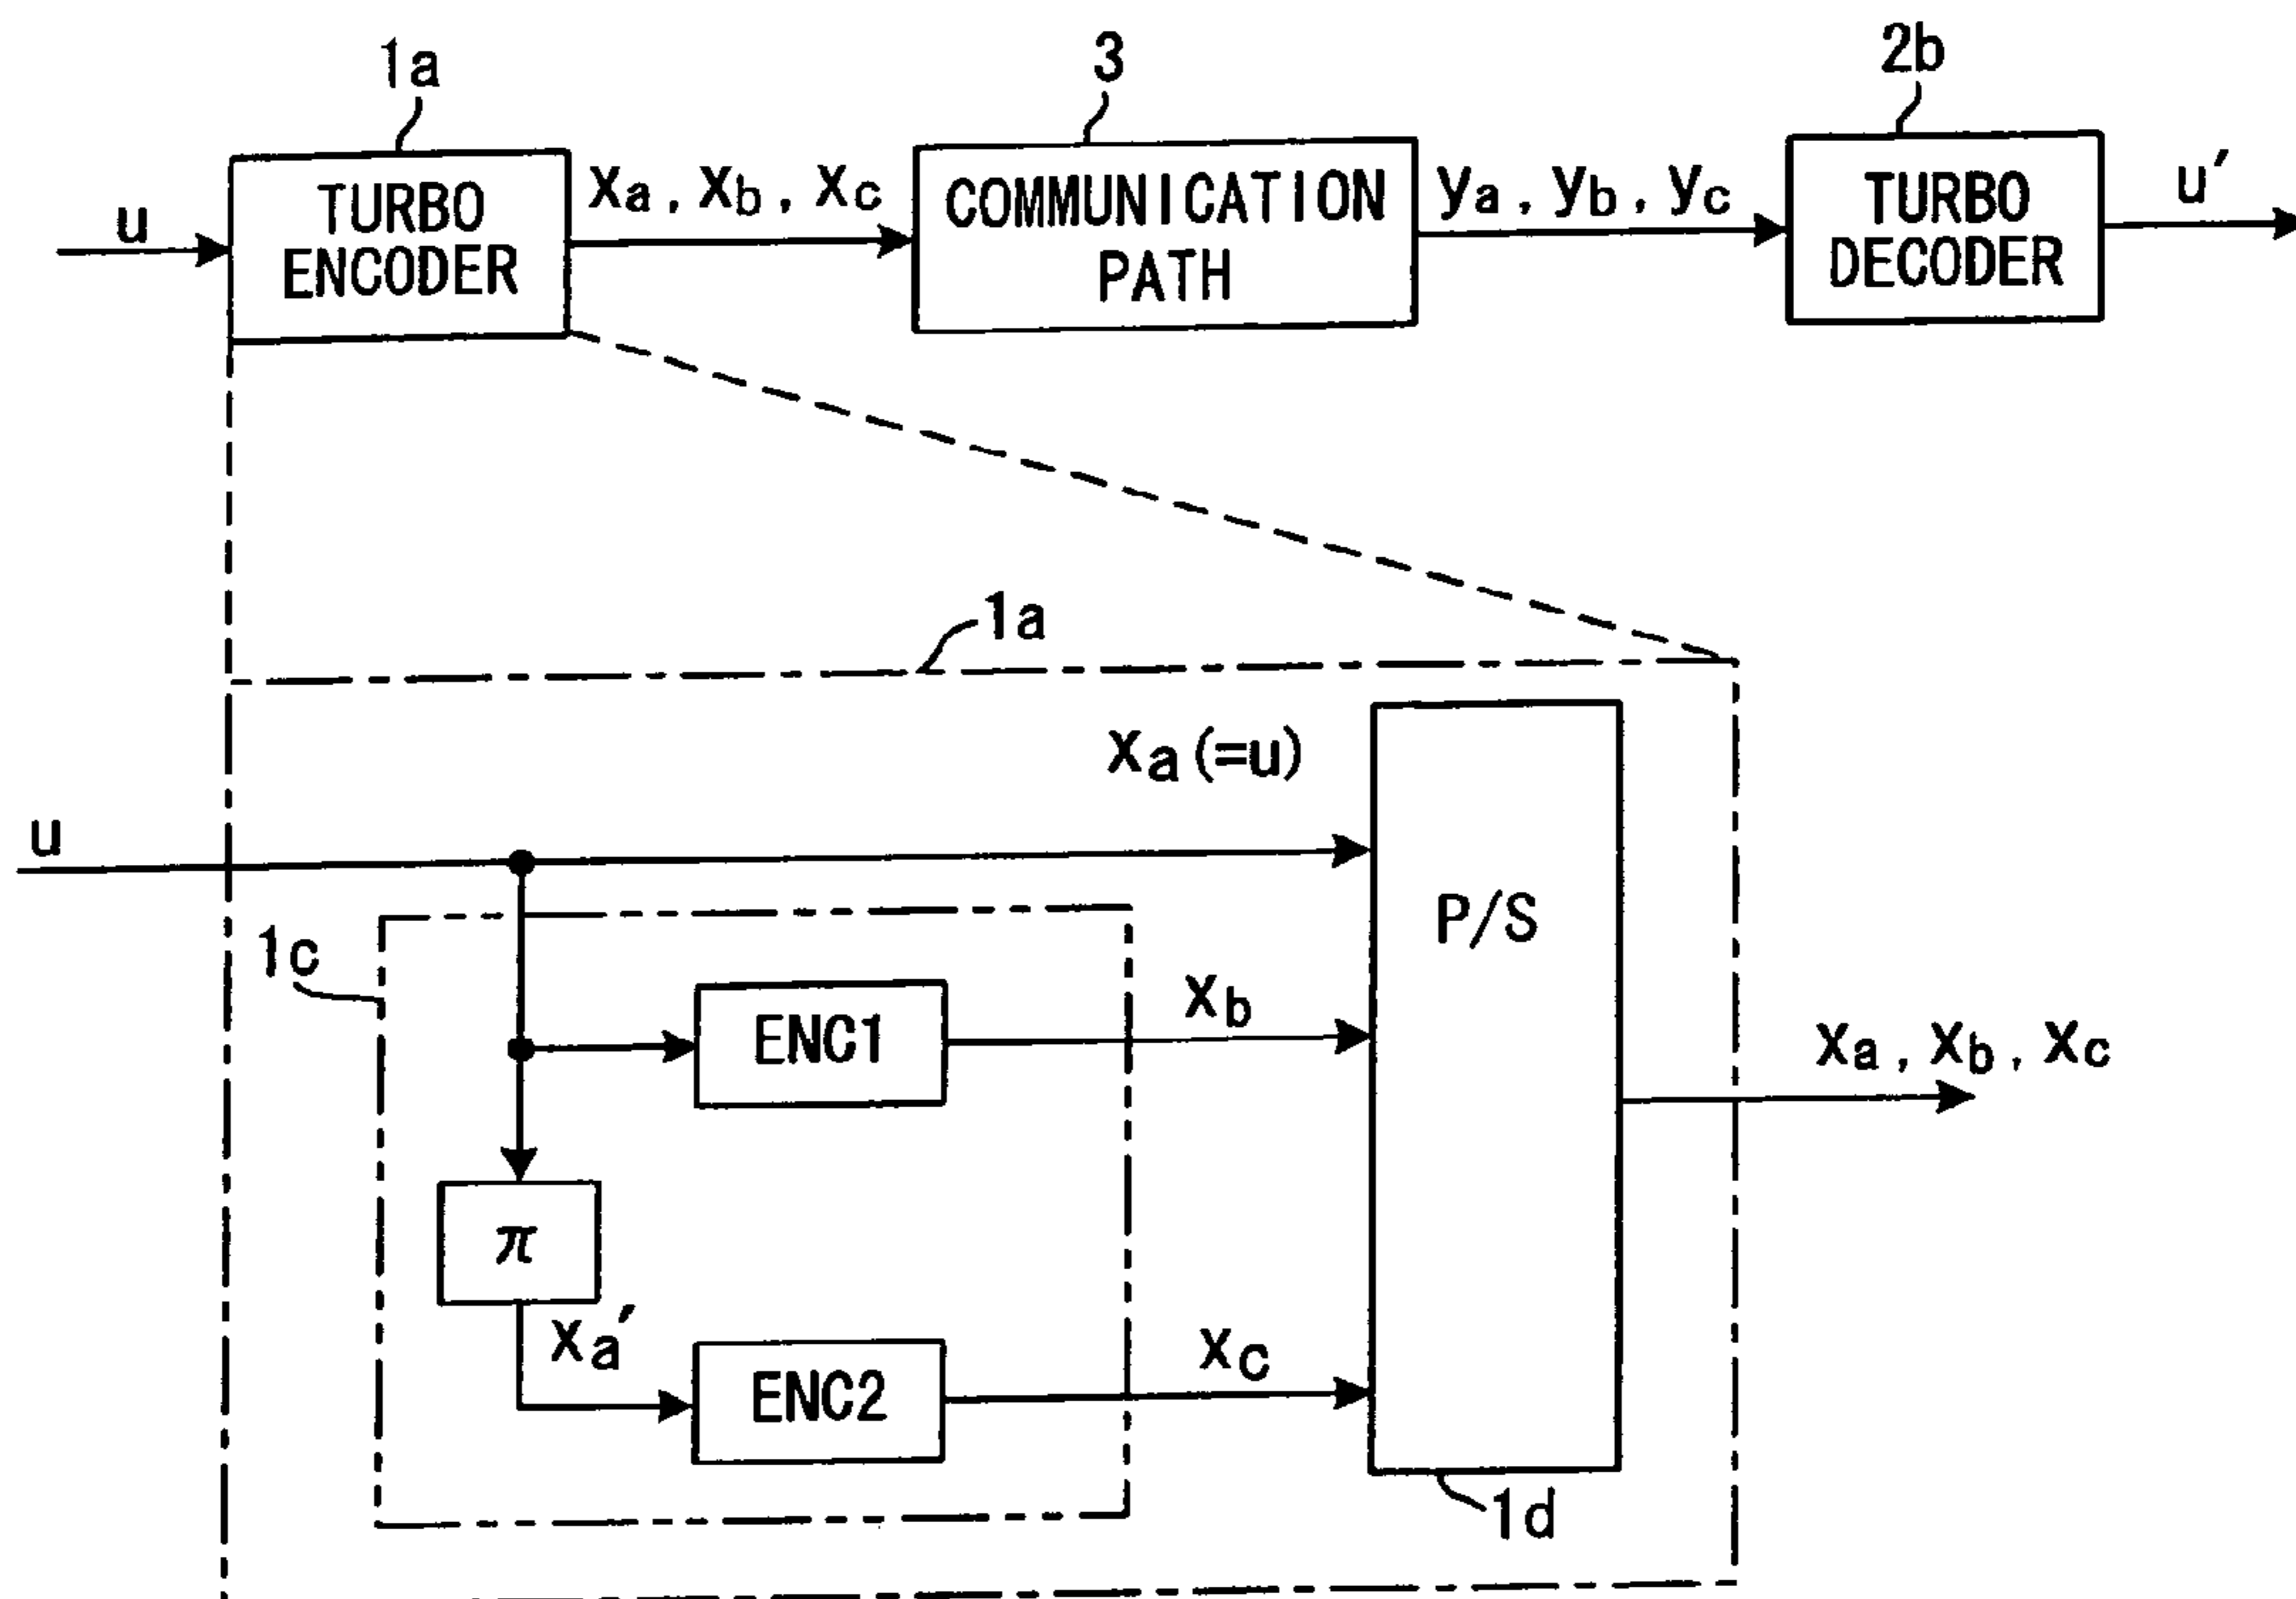 1a
3
2b
u
TURBO
ENCODER
xa, xb, xc
COMMUNICATION
PATH
ya, yb, yc
TURBO
DECODER
u'
1a
xa(=u)
u
P/S
1c
ENC1
xb
xa, xb, xc
π
xa'
ENC2
xc
1d